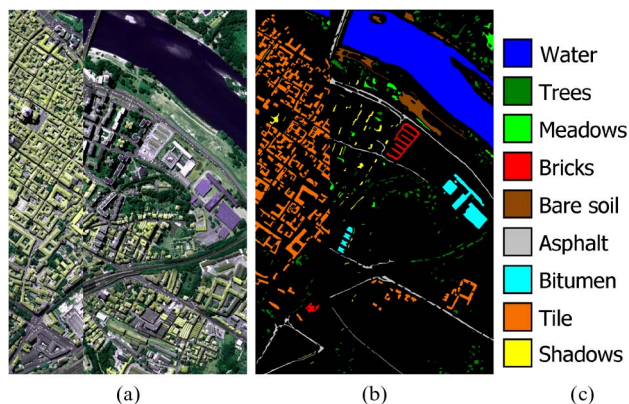 Water
Trees
Meadows
Bricks
Bare soil
Asphalt
Bitumen
Tile
Shadows
(a) (b) (c)